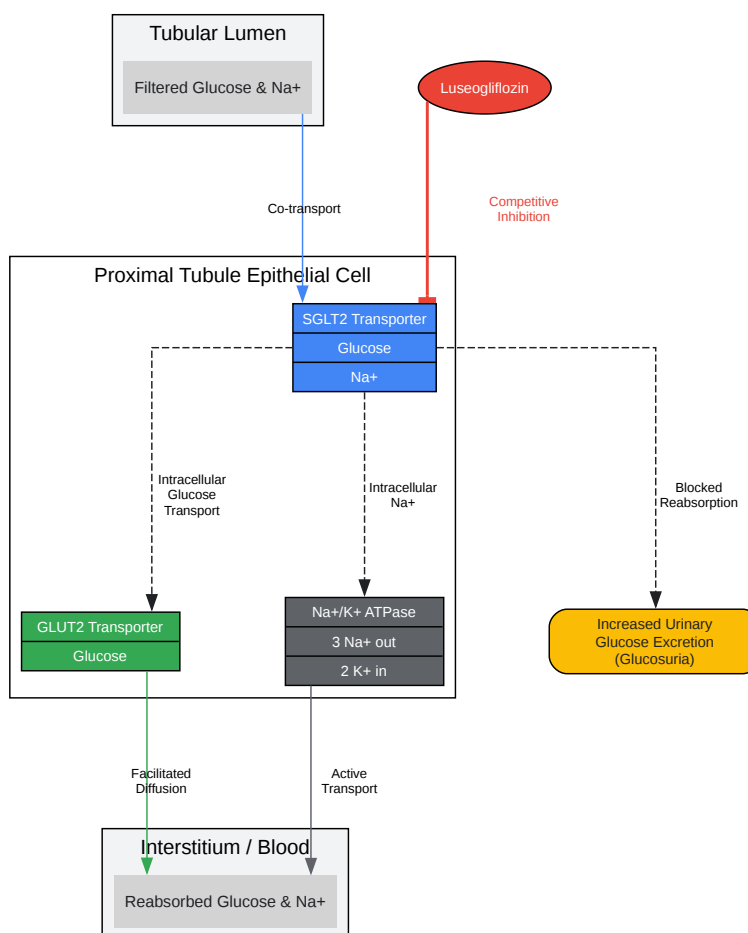 Tubular Lumen
Filtered Glucose & Na+
Luseogliflozin
Co-transport
Competitive
Inhibition
Proximal Tubule Epithelial Cell
SGLT2 Transporter
Glucose
Na+
Intracellular
Glucose
Transport
Intracellular
Na+
Blocked
Reabsorption
GLUT2 Transporter
Glucose
Na+/K+ ATPase
3 Na+ out
2 K+ in
Increased Urinary
Glucose Excretion
(Glucosuria)
Facilitated
Diffusion
Active
Transport
Interstitium / Blood
Reabsorbed Glucose & Na+